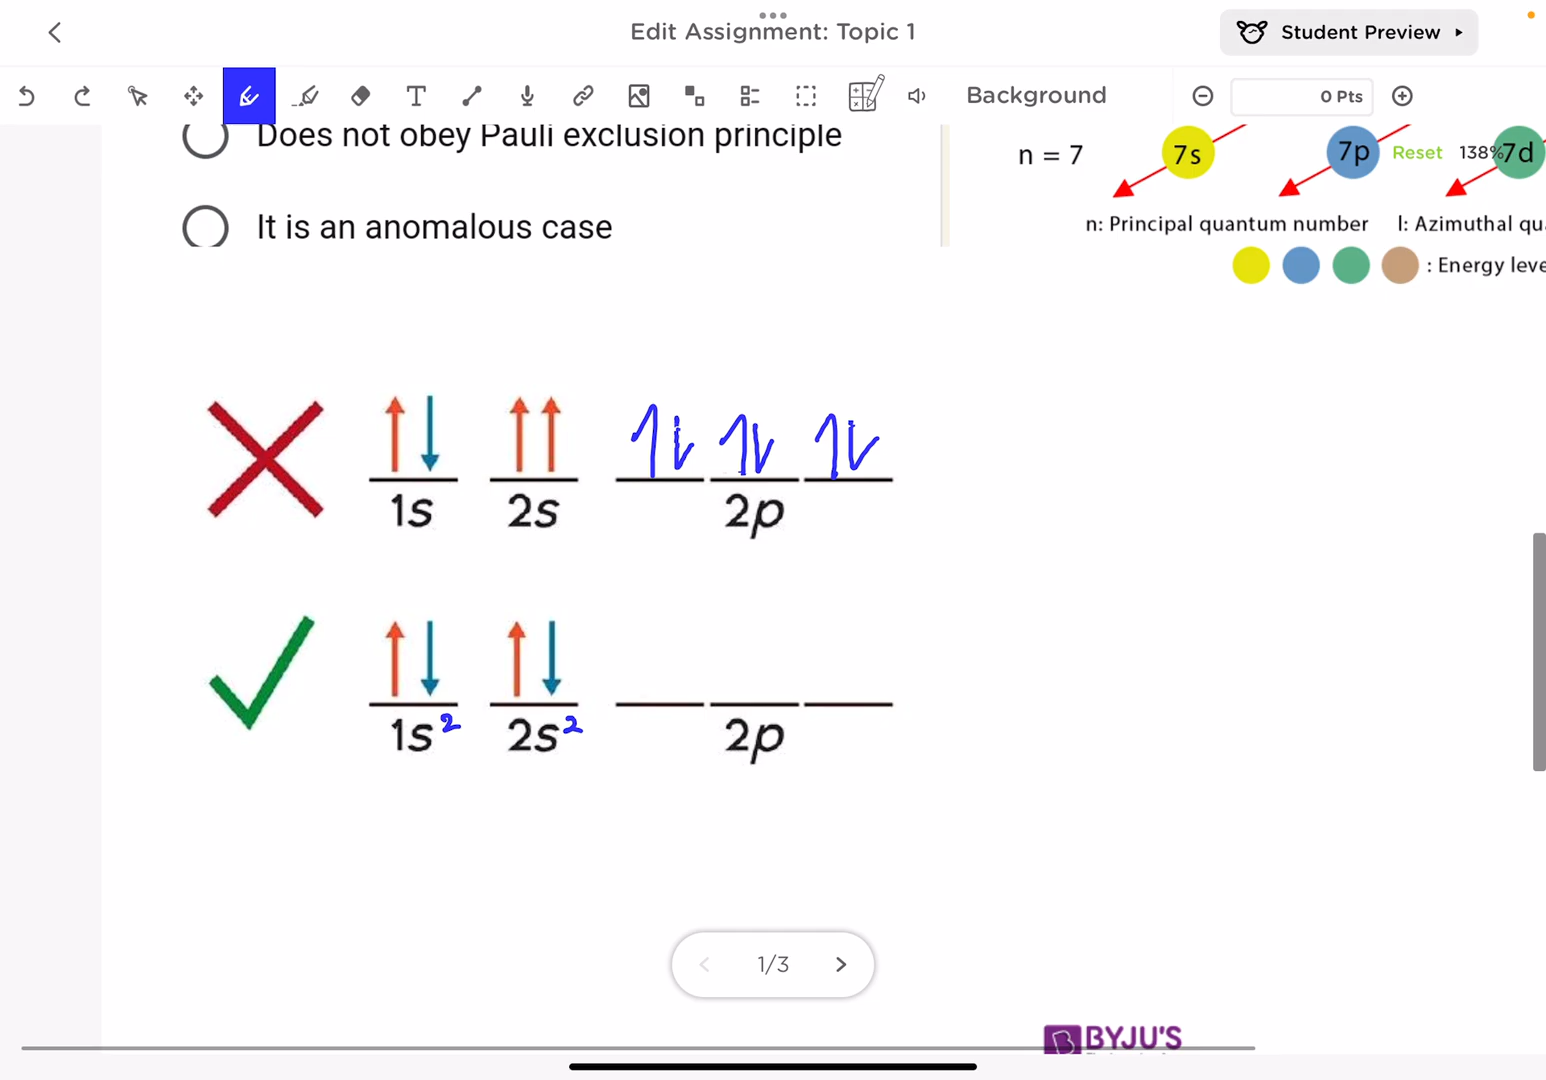 Edit Assignment: Topic 1
Student Preview
T
Background
0 Pts
Does not obey Pauli exclusion principle
It is an anomalous case
n = 7
7s
7p
Reset
138%
7d
n: Principal quantum number
l: Azimuthal qu
: Energy leve
1s
2s
2p
1s²
2s²
2p
1/3
BYJU'S